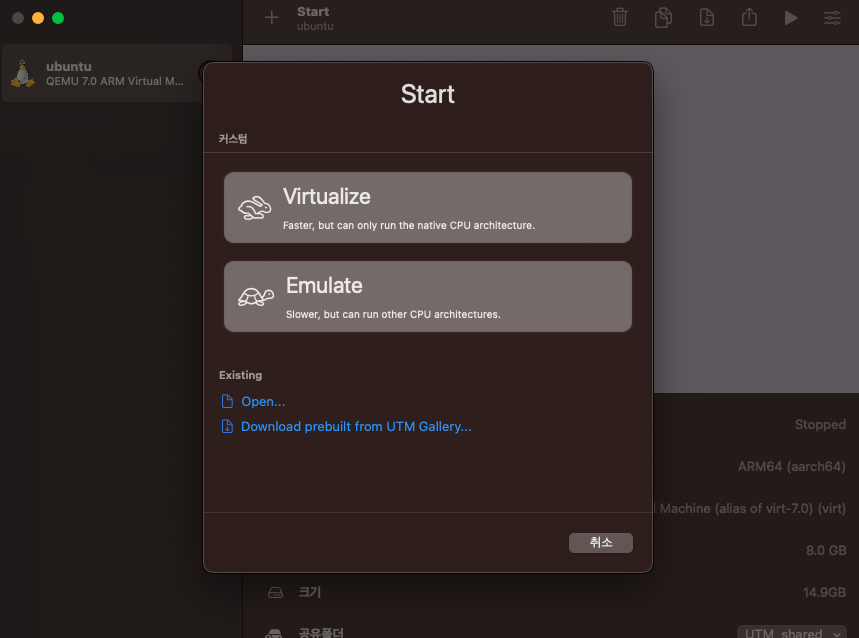 Start
ubuntu
ubuntu
QEMU 7.0 ARM Virtual M...
Start
커스텀
Virtualize
Faster, but can only run the native CPU architecture.
Emulate
Slower, but can run other CPU architectures.
Existing
Open...
Download prebuilt from UTM Gallery...
취소
Stopped
ARM64 (aarch64)
Machine (alias of virt-7.0) (virt)
8.0 GB
크기
14.9GB
공유폴더
UTM_shared